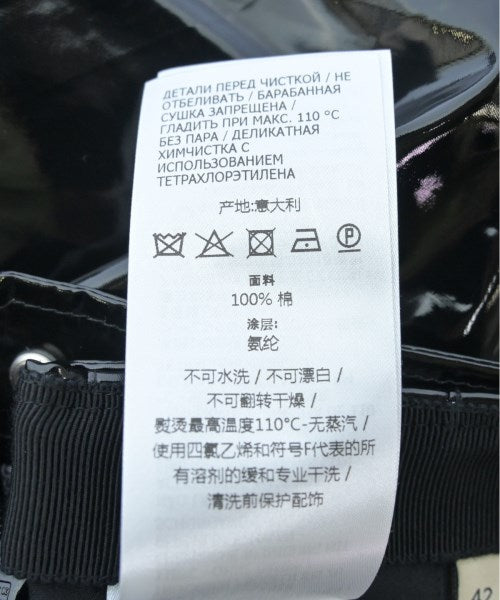 ДЕТАЛИ ПЕРЕД ЧИСТКОЙ / НЕ
ОТБЕЛИВАТЬ / БАРАБАННАЯ
СУШКА ЗАПРЕЩЕНА /
ГЛАДИТЬ ПРИ МАКС. 110 °C
БЕЗ ПАРА / ДЕЛИКАТНАЯ
ХИМЧИСТКА С
ИСПОЛЬЗОВАНИЕМ
ТЕТРАХЛОРЭТИЛЕНА
产地:意大利
P
面料
100% 棉
涂层:
氨纶
不可水洗 / 不可漂白 /
不可翻转干燥 /
熨烫最高温度110°C-无蒸汽 /
使用四氯乙烯和符号F代表的所
有溶剂的缓和专业干洗 /
清洗前保护配饰
42